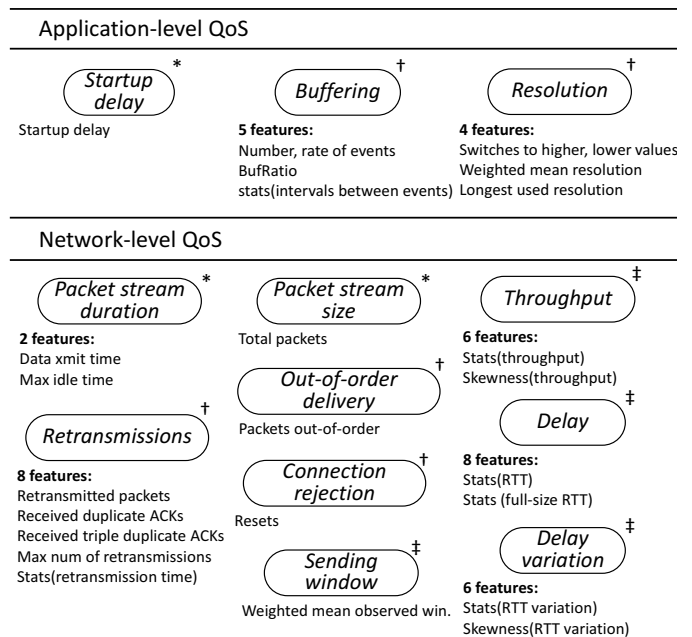 Application-level QoS
Startup
delay
*
Startup delay
Buffering
†
5 features:
Number, rate of events
BufRatio
stats(intervals between events)
Resolution
†
4 features:
Switches to higher, lower values
Weighted mean resolution
Longest used resolution
Network-level QoS
Packet stream
duration
*
2 features:
Data xmit time
Max idle time
Retransmissions
†
8 features:
Retransmitted packets
Received duplicate ACKs
Received triple duplicate ACKs
Max num of retransmissions
Stats(retransmission time)
Packet stream
size
*
Total packets
Out-of-order
delivery
†
Packets out-of-order
Connection
rejection
†
Resets
Sending
window
‡
Weighted mean observed win.
Throughput
‡
6 features:
Stats(throughput)
Skewness(throughput)
Delay
‡
8 features:
Stats(RTT)
Stats (full-size RTT)
Delay
variation
‡
6 features:
Stats(RTT variation)
Skewness(RTT variation)